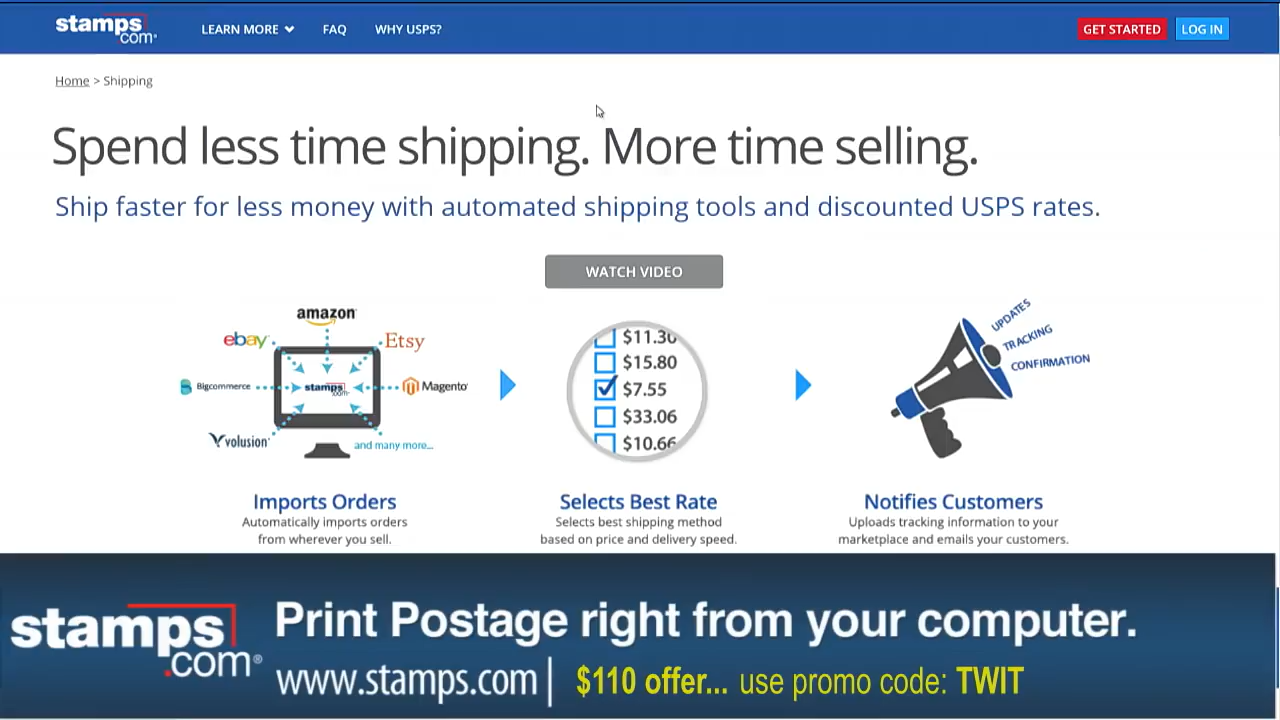 stamps.com
LEARN MORE
FAQ
WHY USPS?
GET STARTED
LOG IN
Home > Shipping
Spend less time shipping. More time selling.
Ship faster for less money with automated shipping tools and discounted USPS rates.
WATCH VIDEO
amazon
ebay
Etsy
Bigcommerce
stamps.com
Magento
volusion
and many more...
$11.30
$15.80
$7.55
$33.06
$10.66
UPDATES
TRACKING
CONFIRMATION
Imports Orders
Automatically imports orders
from wherever you sell.
Selects Best Rate
Selects best shipping method
based on price and delivery speed.
Notifies Customers
Uploads tracking information to your
marketplace and emails your customers.
stamps.com®
Print Postage right from your computer.
www.stamps.com | $110 offer... use promo code: TWIT